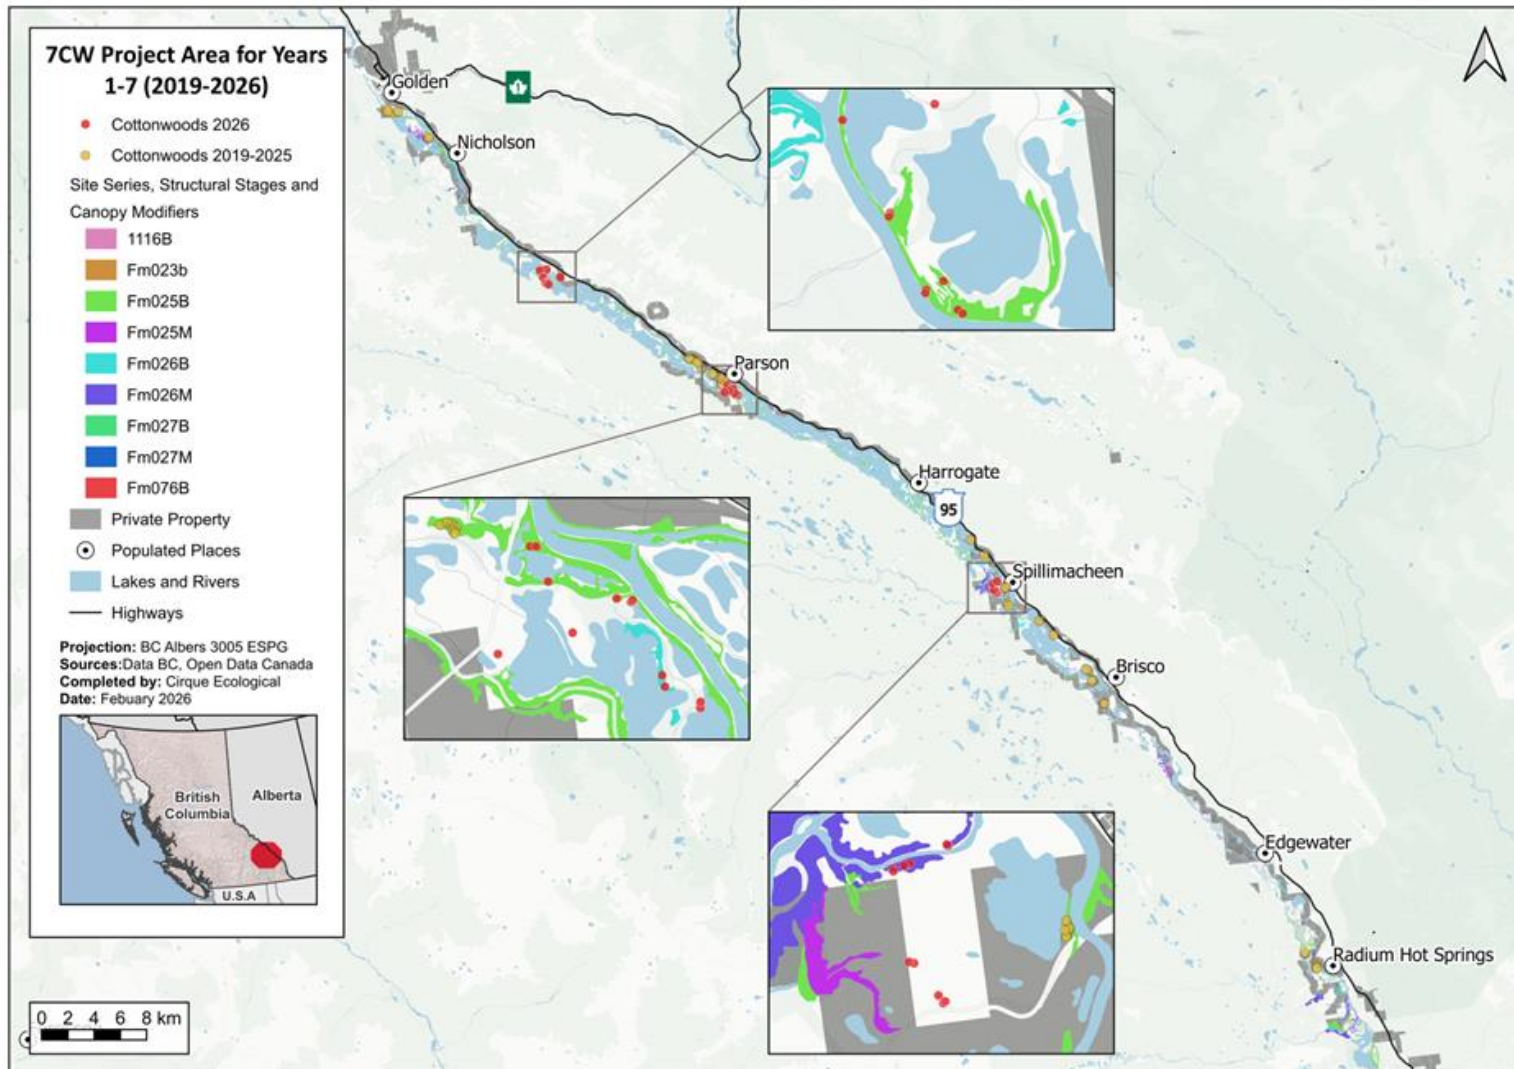 7CW Project Area for Years
1-7 (2019-2026)
Cottonwoods 2026
Cottonwoods 2019-2025
Site Series, Structural Stages and
Canopy Modifiers
1116B
Fm023b
Fm025B
Fm025M
Fm026B
Fm026M
Fm027B
Fm027M
Fm076B
Private Property
Populated Places
Lakes and Rivers
Highways
Projection: BC Albers 3005 ESPG
Sources:Data BC, Open Data Canada
Completed by: Cirque Ecological
Date: Febuary 2026
British
Columbia
Alberta
U.S.A
0 2 4 6 8 km
Golden
1
Nicholson
Parson
Harrogate
95
Spillimacheen
Brisco
Edgewater
Radium Hot Springs